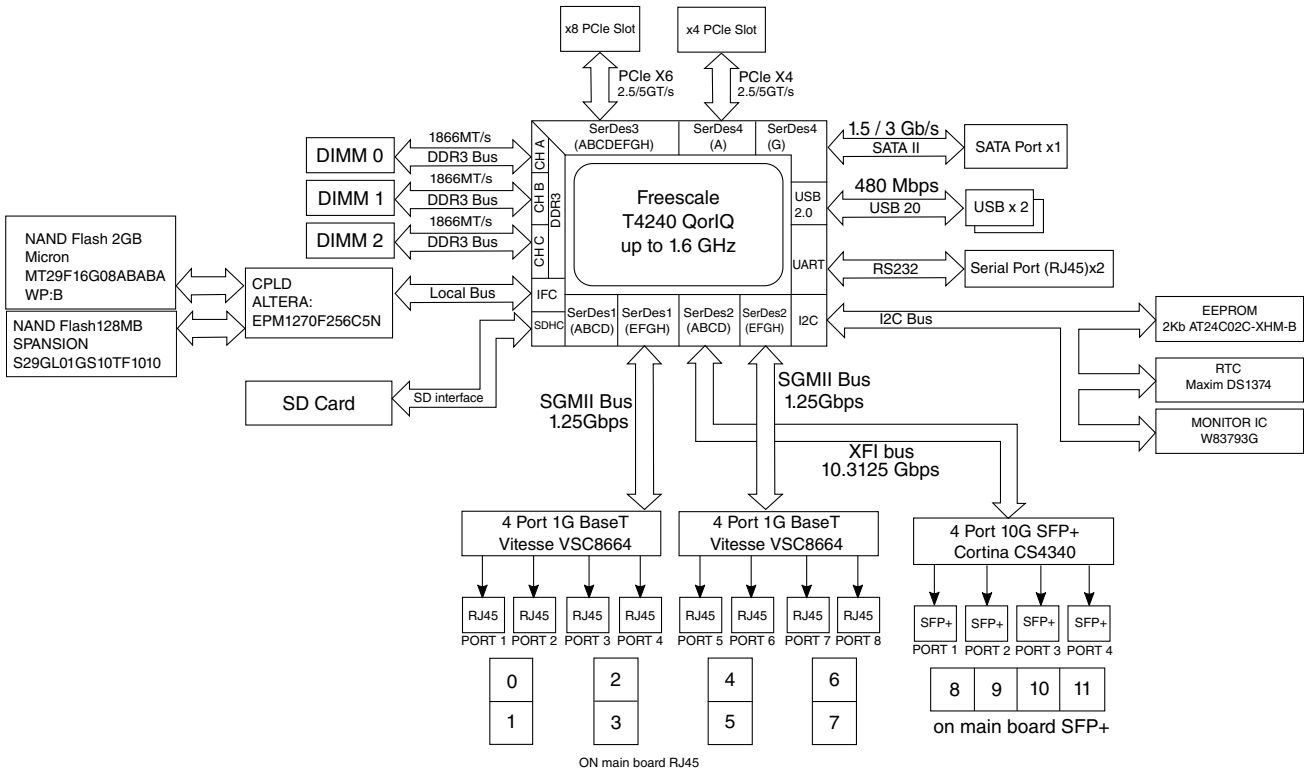 x8 PCIe Slot
x4 PCIe Slot
PCIe X6
2.5/5GT/s
PCIe X4
2.5/5GT/s
SerDes3
(ABCDEFGH)
SerDes4
(A)
SerDes4
(G)
1.5 / 3 Gb/s
SATA II
SATA Port x1
DIMM 0
1866MT/s
DDR3 Bus
CH A
DIMM 1
1866MT/s
DDR3 Bus
CH B
DIMM 2
1866MT/s
DDR3 Bus
CH C
DDR3
Freescale
T4240 QorIQ
up to 1.6 GHz
USB
2.0
480 Mbps
USB 20
USB x 2
UART
RS232
Serial Port (RJ45)x2
NAND Flash 2GB
Micron
MT29F16G08ABABA
WP:B
NAND Flash128MB
SPANSION
S29GL01GS10TF1010
CPLD
ALTERA:
EPM1270F256C5N
Local Bus
IFC
SDHC
SerDes1
(ABCD)
SerDes1
(EFGH)
SerDes2
(ABCD)
SerDes2
(EFGH)
I2C
I2C Bus
EEPROM
2Kb AT24C02C-XHM-B
RTC
Maxim DS1374
MONITOR IC
W83793G
SD Card
SD interface
SGMII Bus
1.25Gbps
SGMII Bus
1.25Gbps
XFI bus
10.3125 Gbps
4 Port 1G BaseT
Vitesse VSC8664
4 Port 1G BaseT
Vitesse VSC8664
4 Port 10G SFP+
Cortina CS4340
RJ45
RJ45
RJ45
RJ45
RJ45
RJ45
RJ45
RJ45
SFP+
SFP+
SFP+
SFP+
PORT 1
PORT 2
PORT 3
PORT 4
PORT 5
PORT 6
PORT 7
PORT 8
PORT 1
PORT 2
PORT 3
PORT 4
0
2
4
6
8
9
10
11
1
3
5
7
on main board SFP+
ON main board RJ45